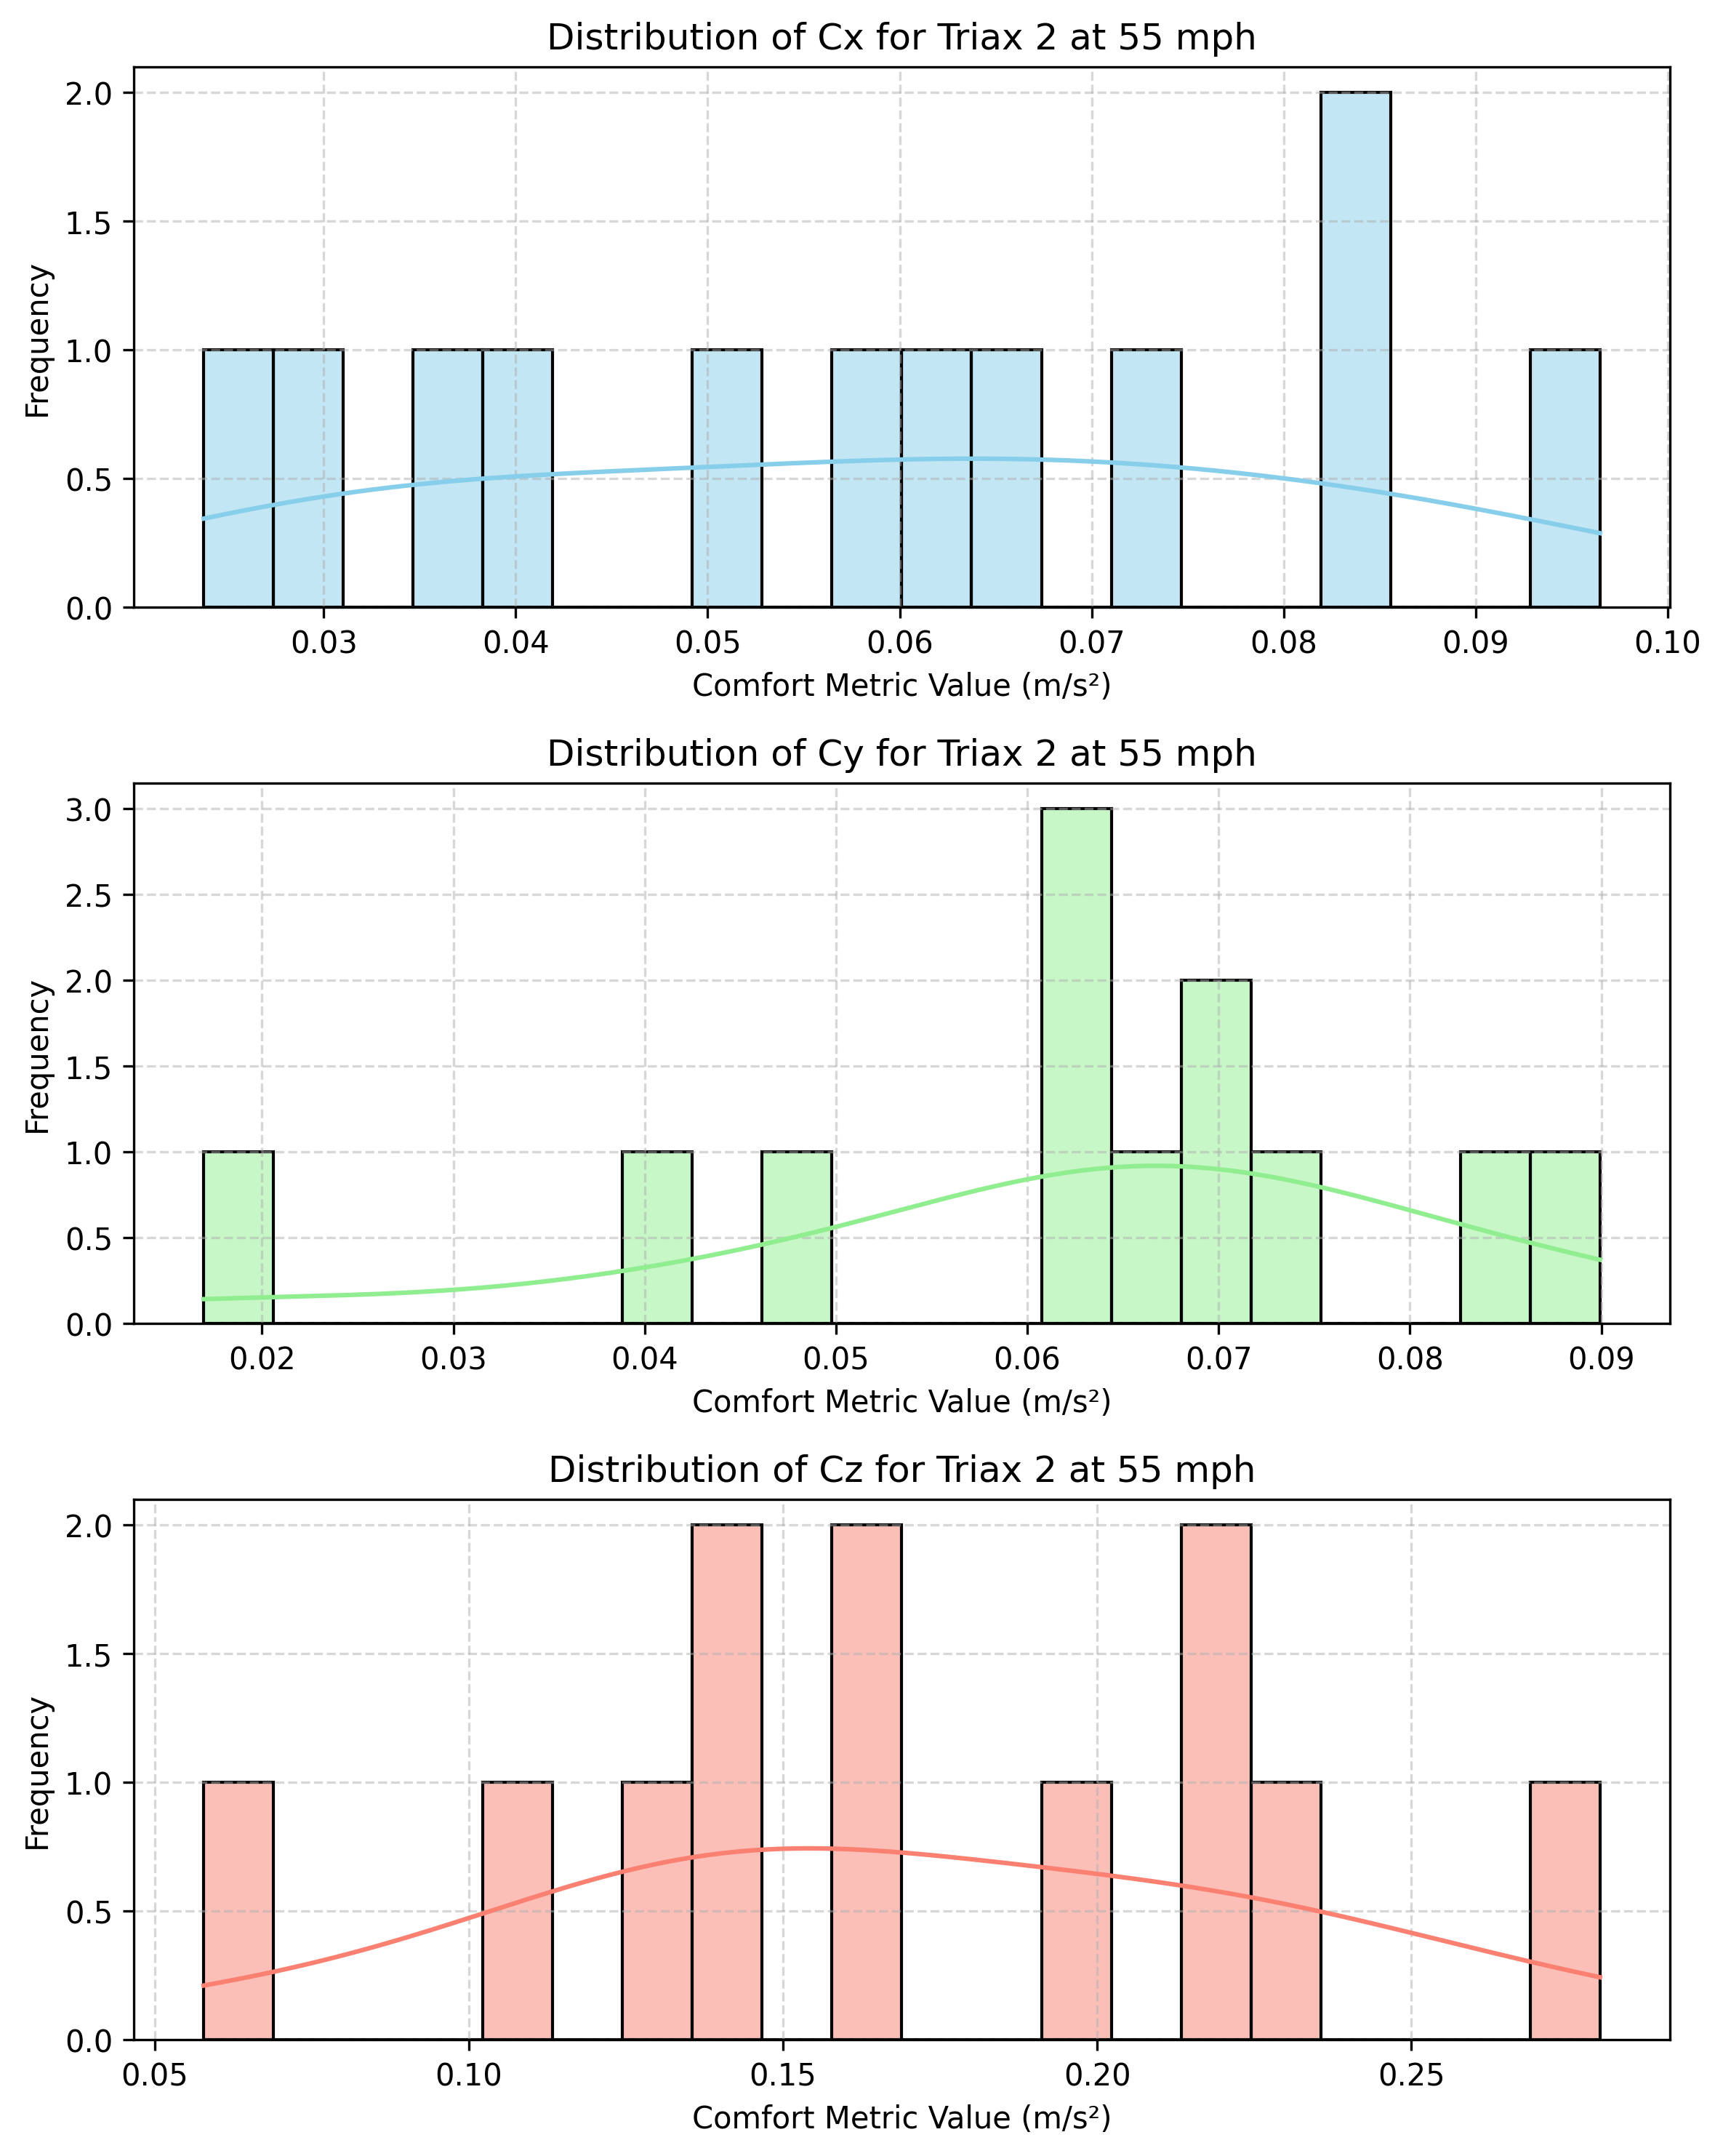 Distribution of Cx for Triax 2 at 55 mph
2.0
1.5
1.0
0.5
0.0
Frequency
0.03 0.04 0.05 0.06 0.07 0.08 0.09 0.10
Comfort Metric Value (m/s²)
Distribution of Cy for Triax 2 at 55 mph
3.0
2.5
2.0
1.5
1.0
0.5
0.0
Frequency
0.02 0.03 0.04 0.05 0.06 0.07 0.08 0.09
Comfort Metric Value (m/s²)
Distribution of Cz for Triax 2 at 55 mph
2.0
1.5
1.0
0.5
0.0
Frequency
0.05 0.10 0.15 0.20 0.25
Comfort Metric Value (m/s²)